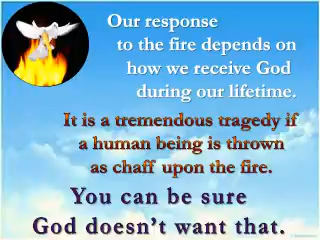 Our response
to the fire depends on
how we receive God
during our lifetime.
It is a tremendous tragedy if
a human being is thrown
as chaff upon the fire.
You can be sure
God doesn't want that.